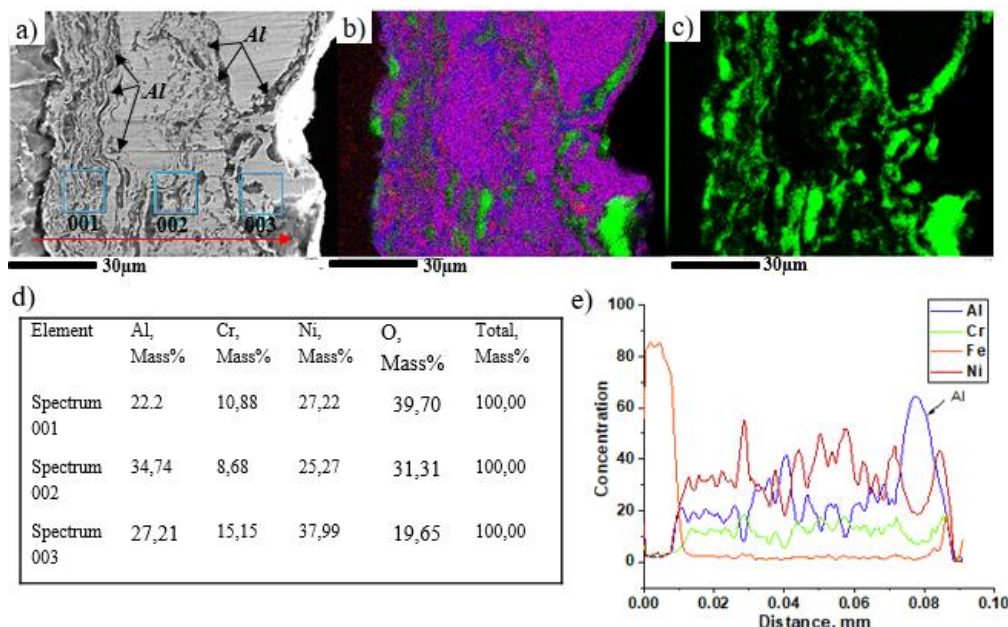 a)
Al
Al
001
002
003
30μm
b)
c)
30μm
d)
Element Al, Mass% Cr, Mass% Ni, Mass% O, Mass% Total, Mass%
Spectrum 001 22.2 10,88 27,22 39,70 100,00
Spectrum 002 34,74 8,68 25,27 31,31 100,00
Spectrum 003 27,21 15,15 37,99 19,65 100,00
e)
Concentration
100
80
60
40
20
0
Al
Cr
Fe
Ni
Al
0.00 0.02 0.04 0.06 0.08 0.10
Distance, mm